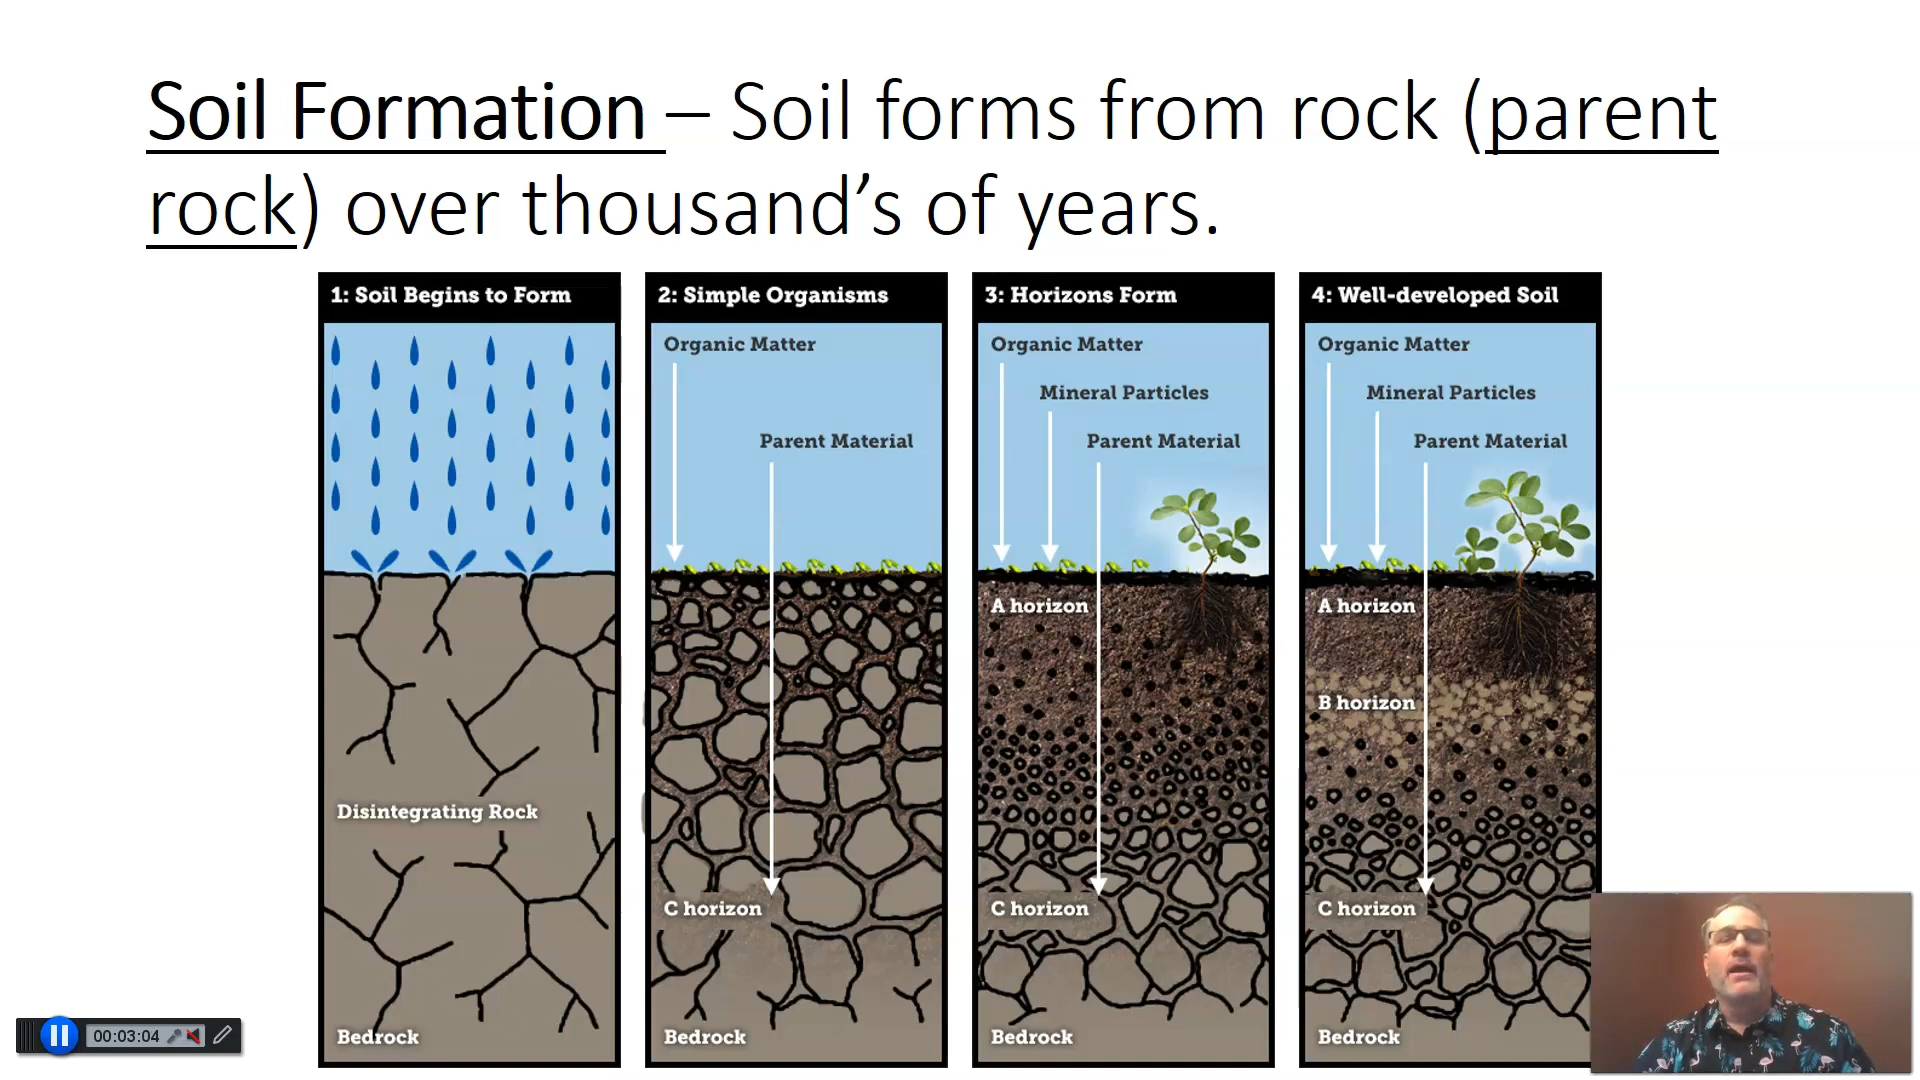 Soil Formation – Soil forms from rock (parent
rock) over thousand’s of years.
1: Soil Begins to Form
Disintegrating Rock
Bedrock
2: Simple Organisms
Organic Matter
Parent Material
C horizon
Bedrock
3: Horizons Form
Organic Matter
Mineral Particles
Parent Material
A horizon
C horizon
Bedrock
4: Well-developed Soil
Organic Matter
Mineral Particles
Parent Material
A horizon
B horizon
C horizon
Bedrock
00:03:04